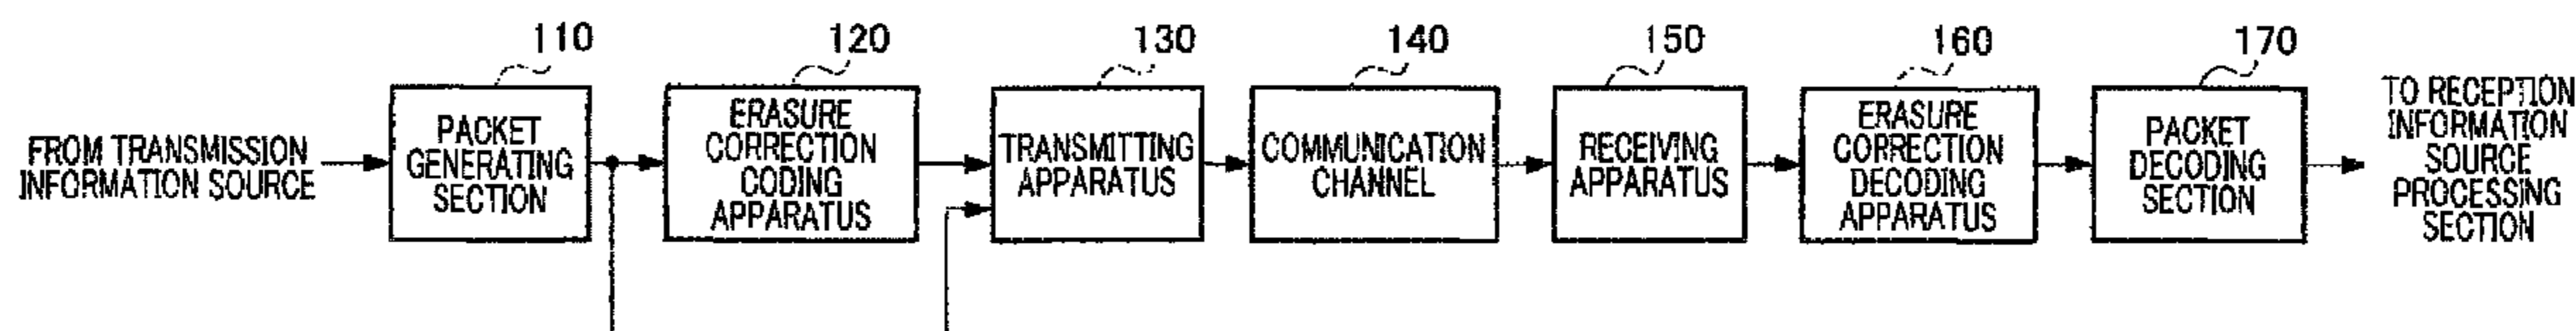 110
120
130
140
150
160
170
FROM TRANSMISSION
INFORMATION SOURCE
PACKET
GENERATING
SECTION
ERASURE
CORRECTION
CODING
APPARATUS
TRANSMITTING
APPARATUS
COMMUNICATION
CHANNEL
RECEIVING
APPARATUS
ERASURE
CORRECTION
DECODING
APPARATUS
PACKET
DECODING
SECTION
TO RECEPTION
INFORMATION
SOURCE
PROCESSING
SECTION